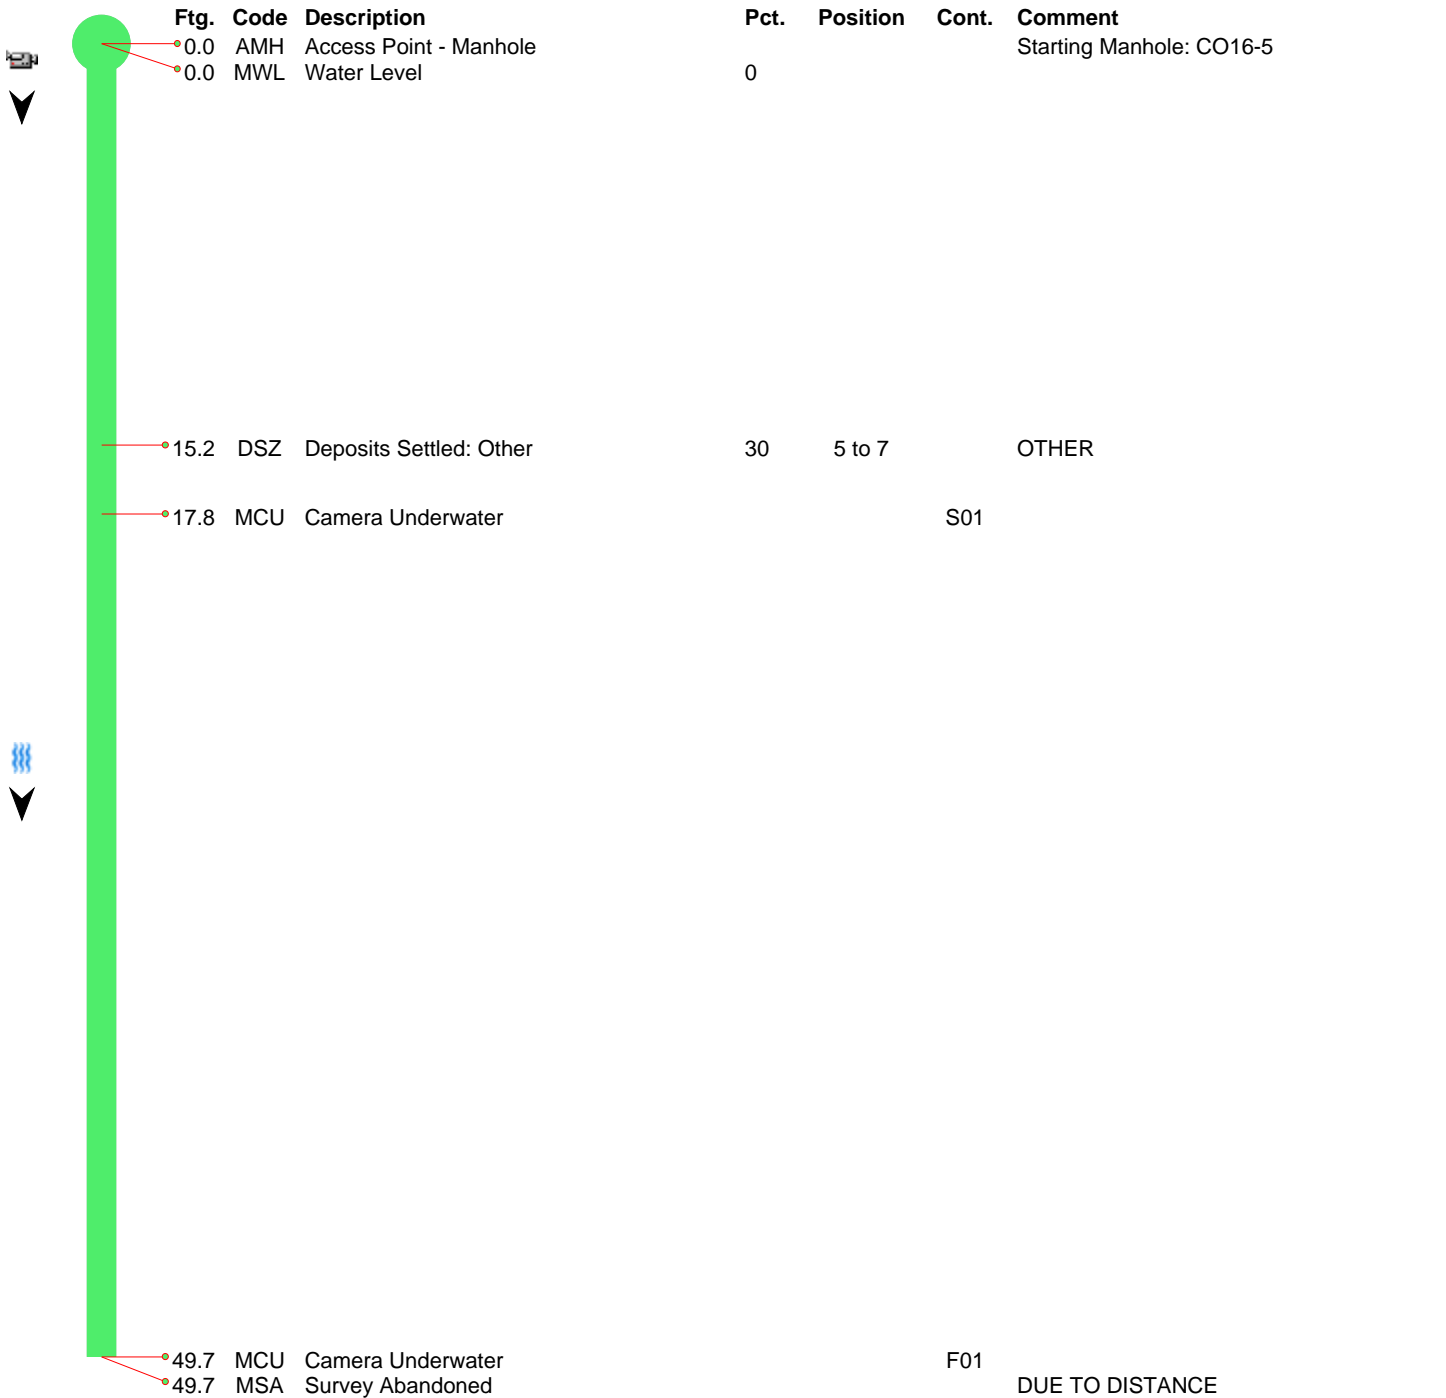 Ftg. Code Description Pct. Position Cont. Comment
0.0 AMH Access Point - Manhole Starting Manhole: CO16-5
0.0 MWL Water Level 0
15.2 DSZ Deposits Settled: Other 30 5 to 7 OTHER
17.8 MCU Camera Underwater S01
49.7 MCU Camera Underwater F01
49.7 MSA Survey Abandoned DUE TO DISTANCE